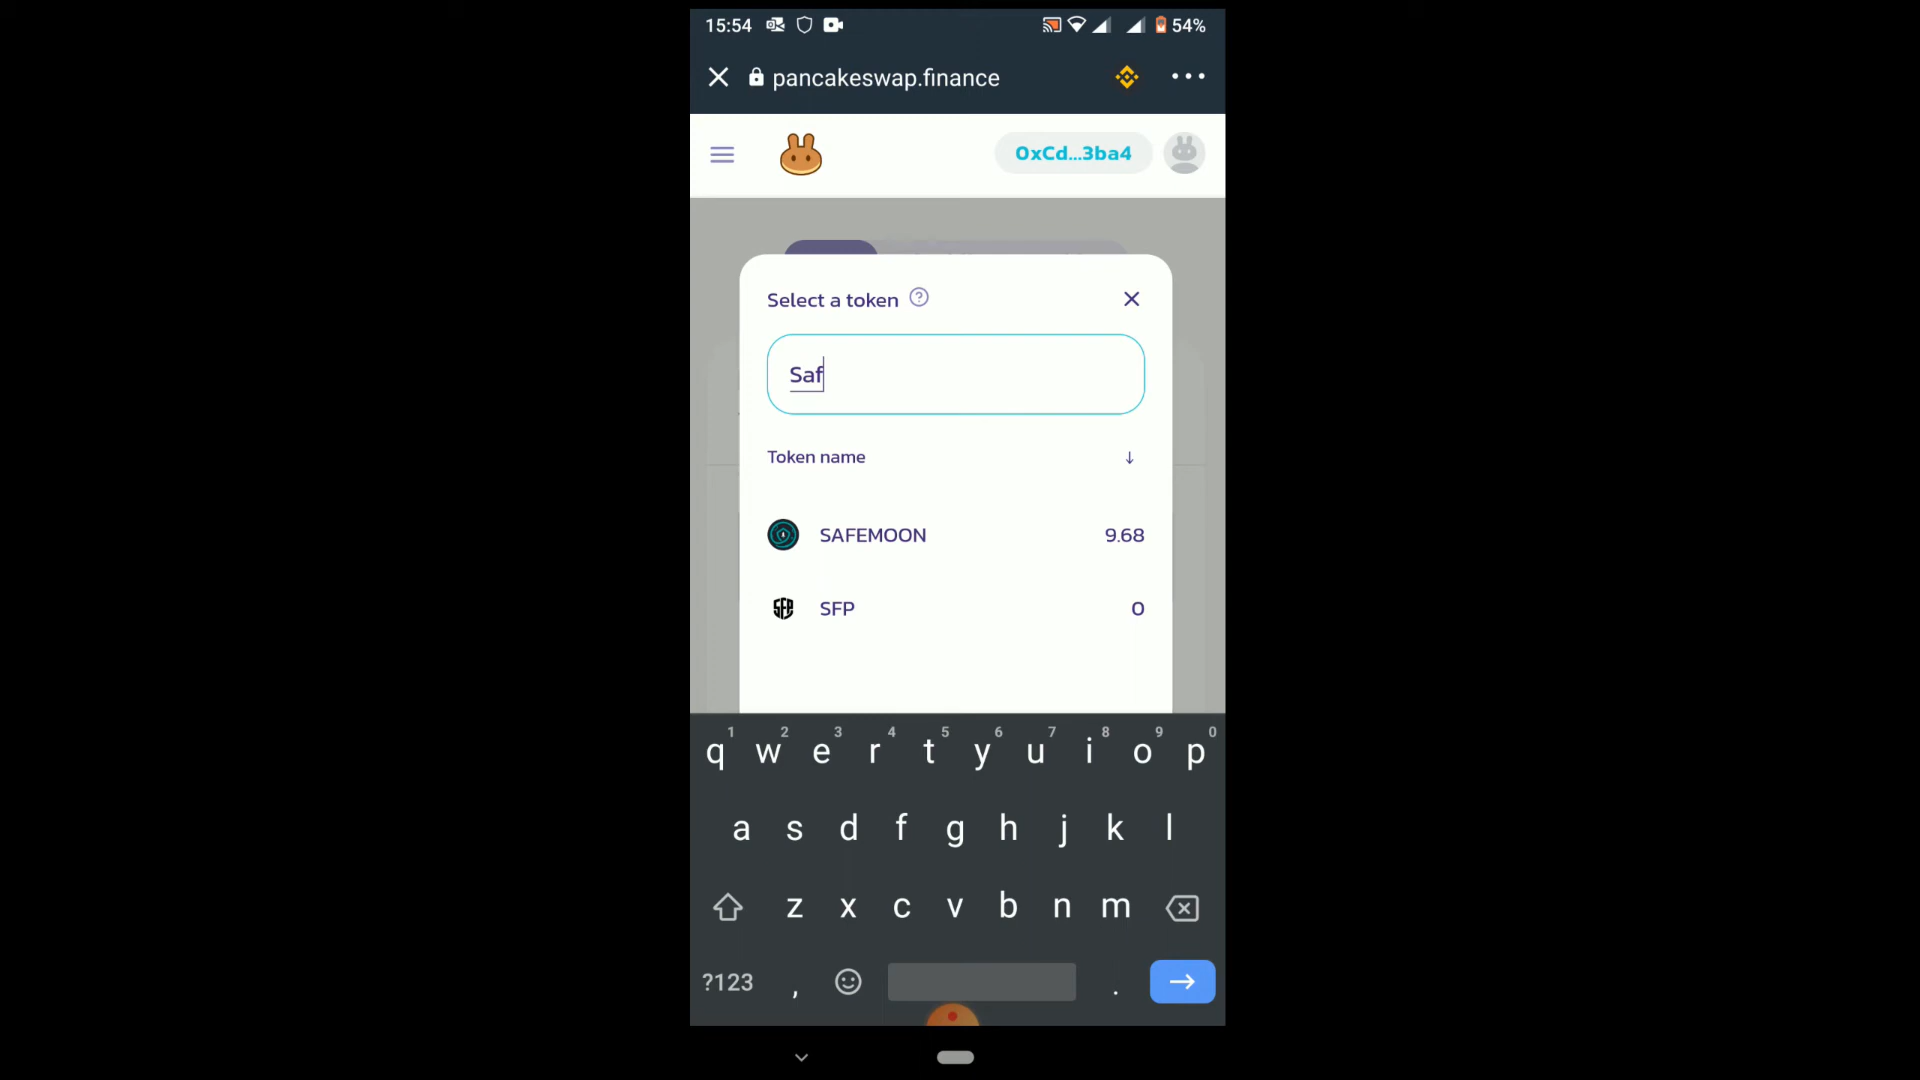 15:54 54%
pancakeswap.finance
0xCd...3ba4
Select a token
Saf
Token name
SAFEMOON 9.68
SFP 0
1 2 3 4 5 6 7 8 9 0
q w e r t y u i o p
a s d f g h j k l
z x c v b n m
?123 , .